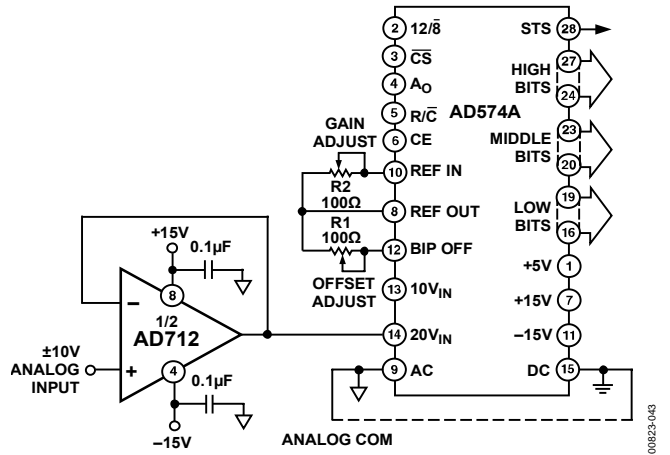 2 12/8̅
3 C̅S̅
4 AO
5 R/C̅
6 CE
10 REF IN
8 REF OUT
12 BIP OFF
13 10VIN
14 20VIN
9 AC
AD574A
STS 28
27
HIGH
BITS
24
23
MIDDLE
BITS
20
19
LOW
BITS
16
+5V 1
+15V 7
–15V 11
DC 15
GAIN
ADJUST
R2
100Ω
R1
100Ω
OFFSET
ADJUST
+15V
0.1µF
8
–
1/2
AD712
±10V
ANALOG
INPUT
+
4
0.1µF
–15V
ANALOG COM
00823-043